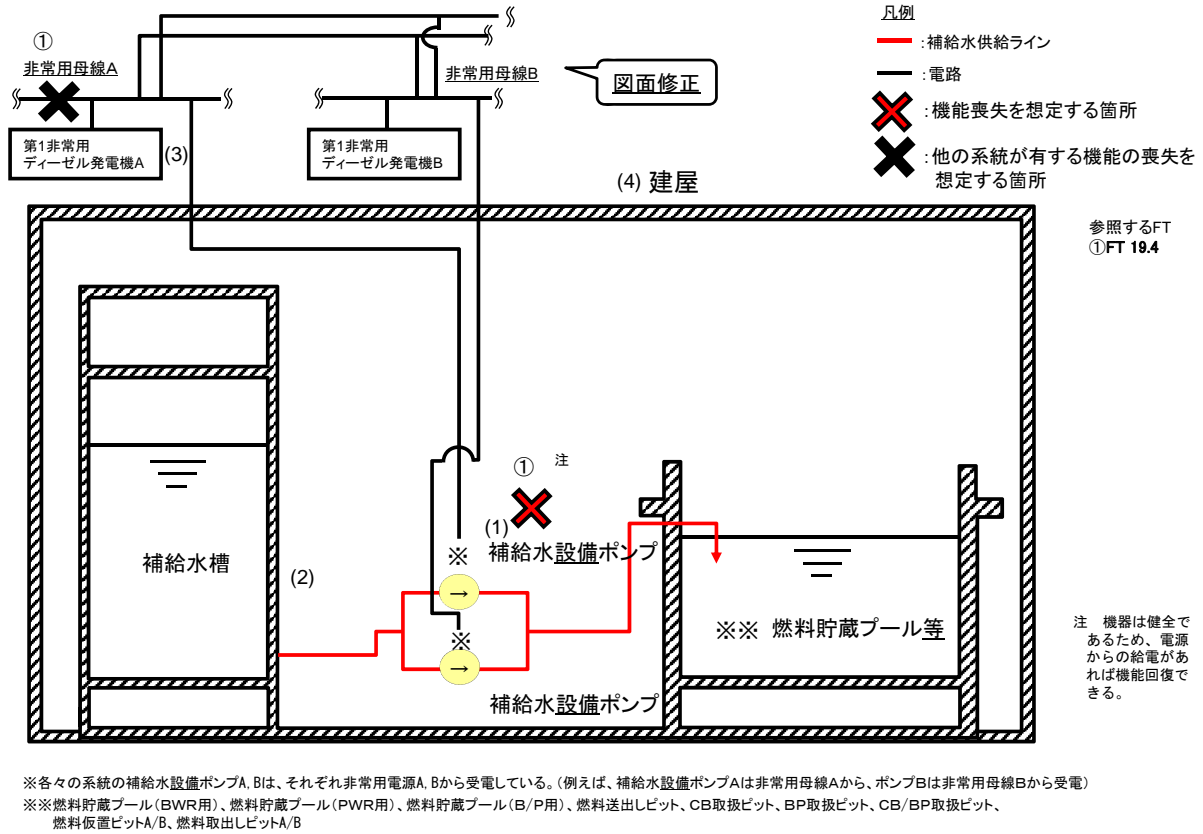 ①
非常用母線A
非常用母線B
図面修正
第1非常用
ディーゼル発電機A
(3)
第1非常用
ディーゼル発電機B
(4) 建屋
凡例
:補給水供給ライン
:電路
:機能喪失を想定する箇所
:他の系統が有する機能の喪失を
想定する箇所
参照するFT
①FT 19.4
① 注
(1)
※ 補給水設備ポンプ
補給水槽
(2)
→
※
→
補給水設備ポンプ
※※ 燃料貯蔵プール等
注 機器は健全で
あるため、電源
からの給電があ
れば機能回復で
きる。
※各々の系統の補給水設備ポンプA, Bは、それぞれ非常用電源A, Bから受電している。(例えば、補給水設備ポンプAは非常用母線Aから、ポンプBは非常用母線Bから受電)
※※燃料貯蔵プール(BWR用)、燃料貯蔵プール(PWR用)、燃料貯蔵プール(B/P用)、燃料送出しピット、CB取扱ピット、BP取扱ピット、CB/BP取扱ピット、
燃料仮置ピットA/B、燃料取出しピットA/B